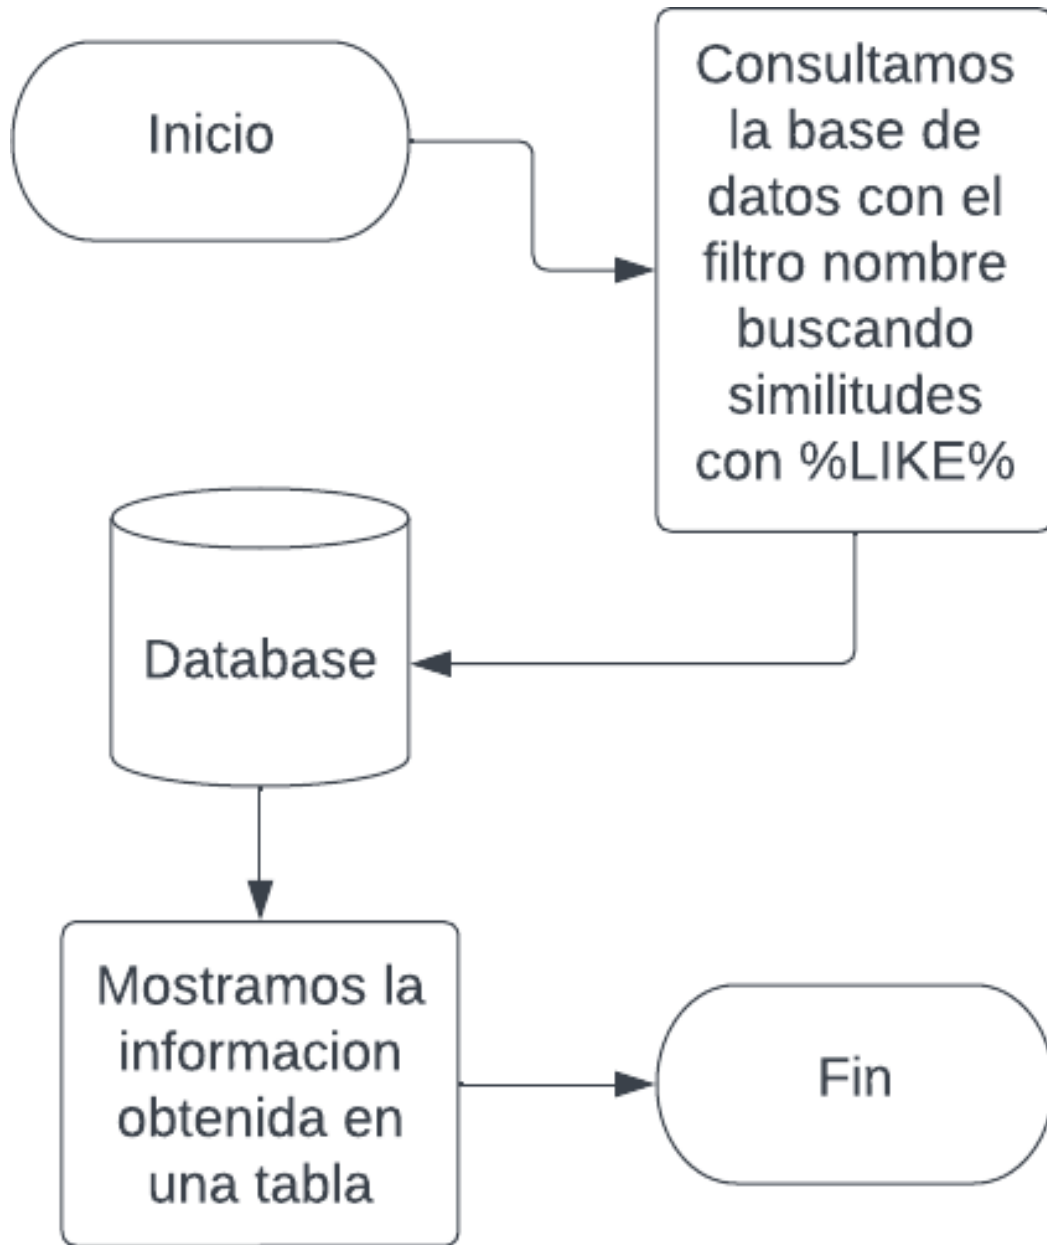 Inicio
Consultamos
la base de
datos con el
filtro nombre
buscando
similitudes
con %LIKE%
Database
Mostramos la
informacion
obtenida en
una tabla
Fin